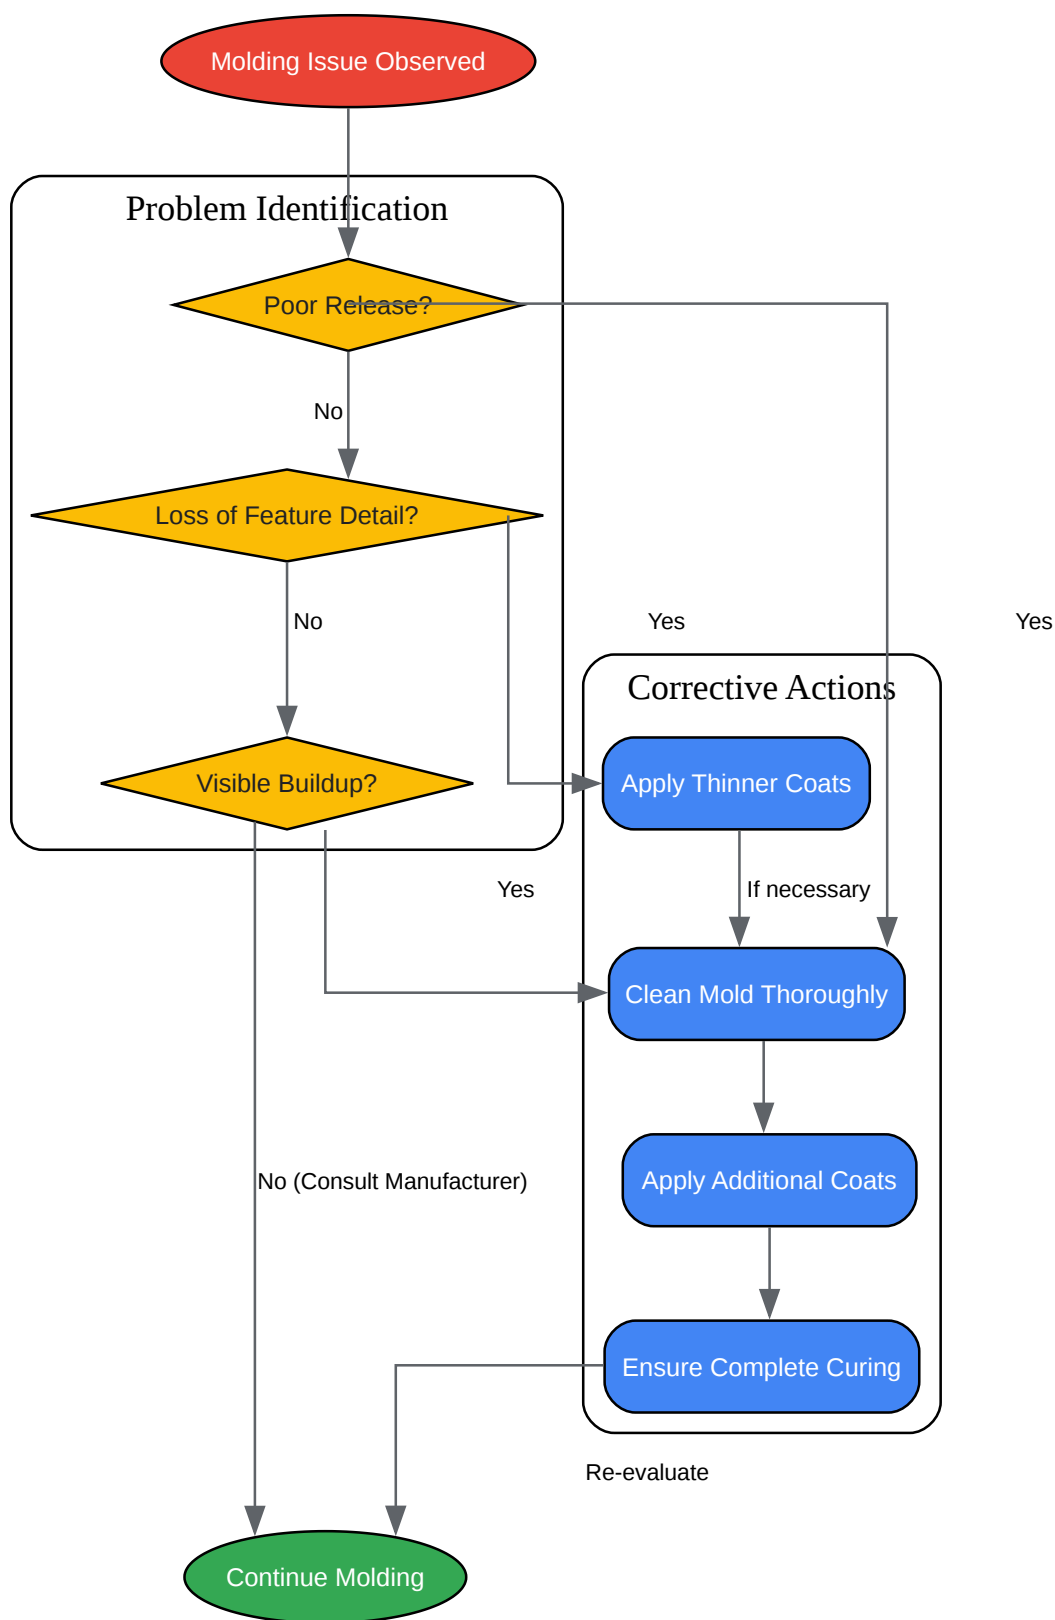 Molding Issue Observed
Problem Identification
Poor Release?
No
Loss of Feature Detail?
No
Yes
Yes
Corrective Actions
Visible Buildup?
Apply Thinner Coats
Yes
If necessary
Clean Mold Thoroughly
No (Consult Manufacturer)
Apply Additional Coats
Ensure Complete Curing
Re-evaluate
Continue Molding